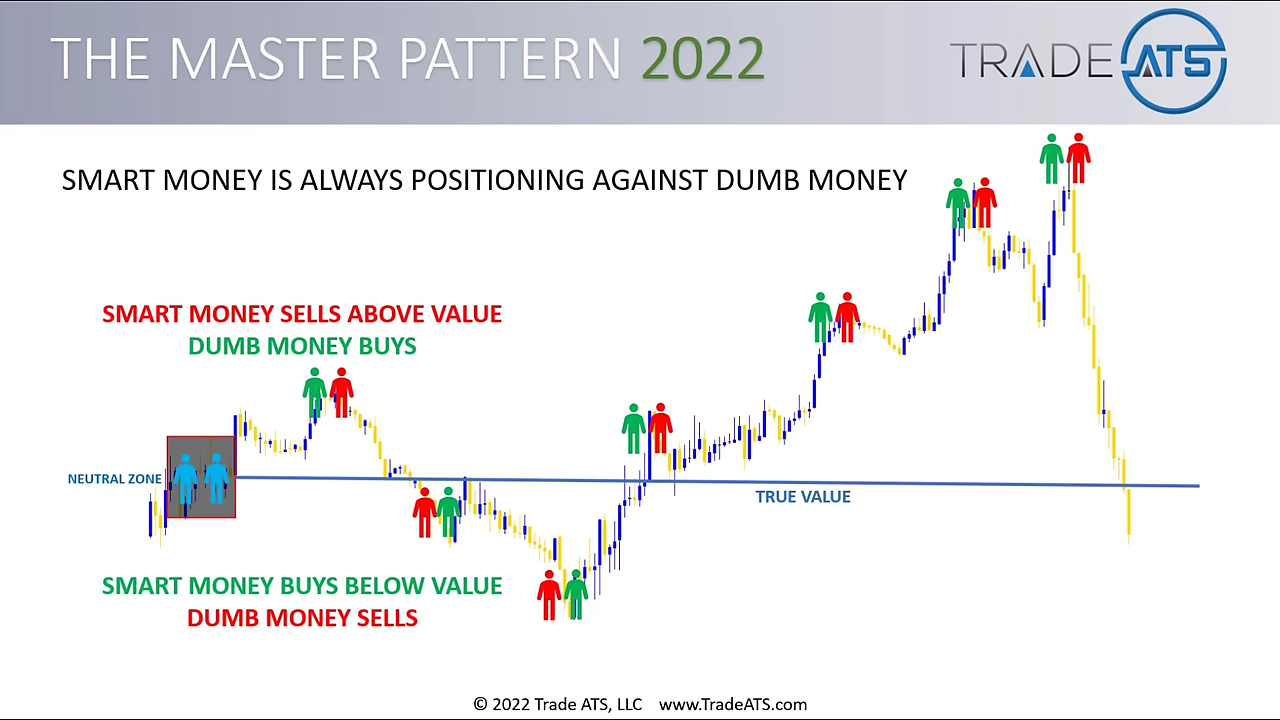 THE MASTER PATTERN 2022
TRADE ATS
SMART MONEY IS ALWAYS POSITIONING AGAINST DUMB MONEY
SMART MONEY SELLS ABOVE VALUE
DUMB MONEY BUYS
NEUTRAL ZONE
TRUE VALUE
SMART MONEY BUYS BELOW VALUE
DUMB MONEY SELLS
© 2022 Trade ATS, LLC www.TradeATS.com